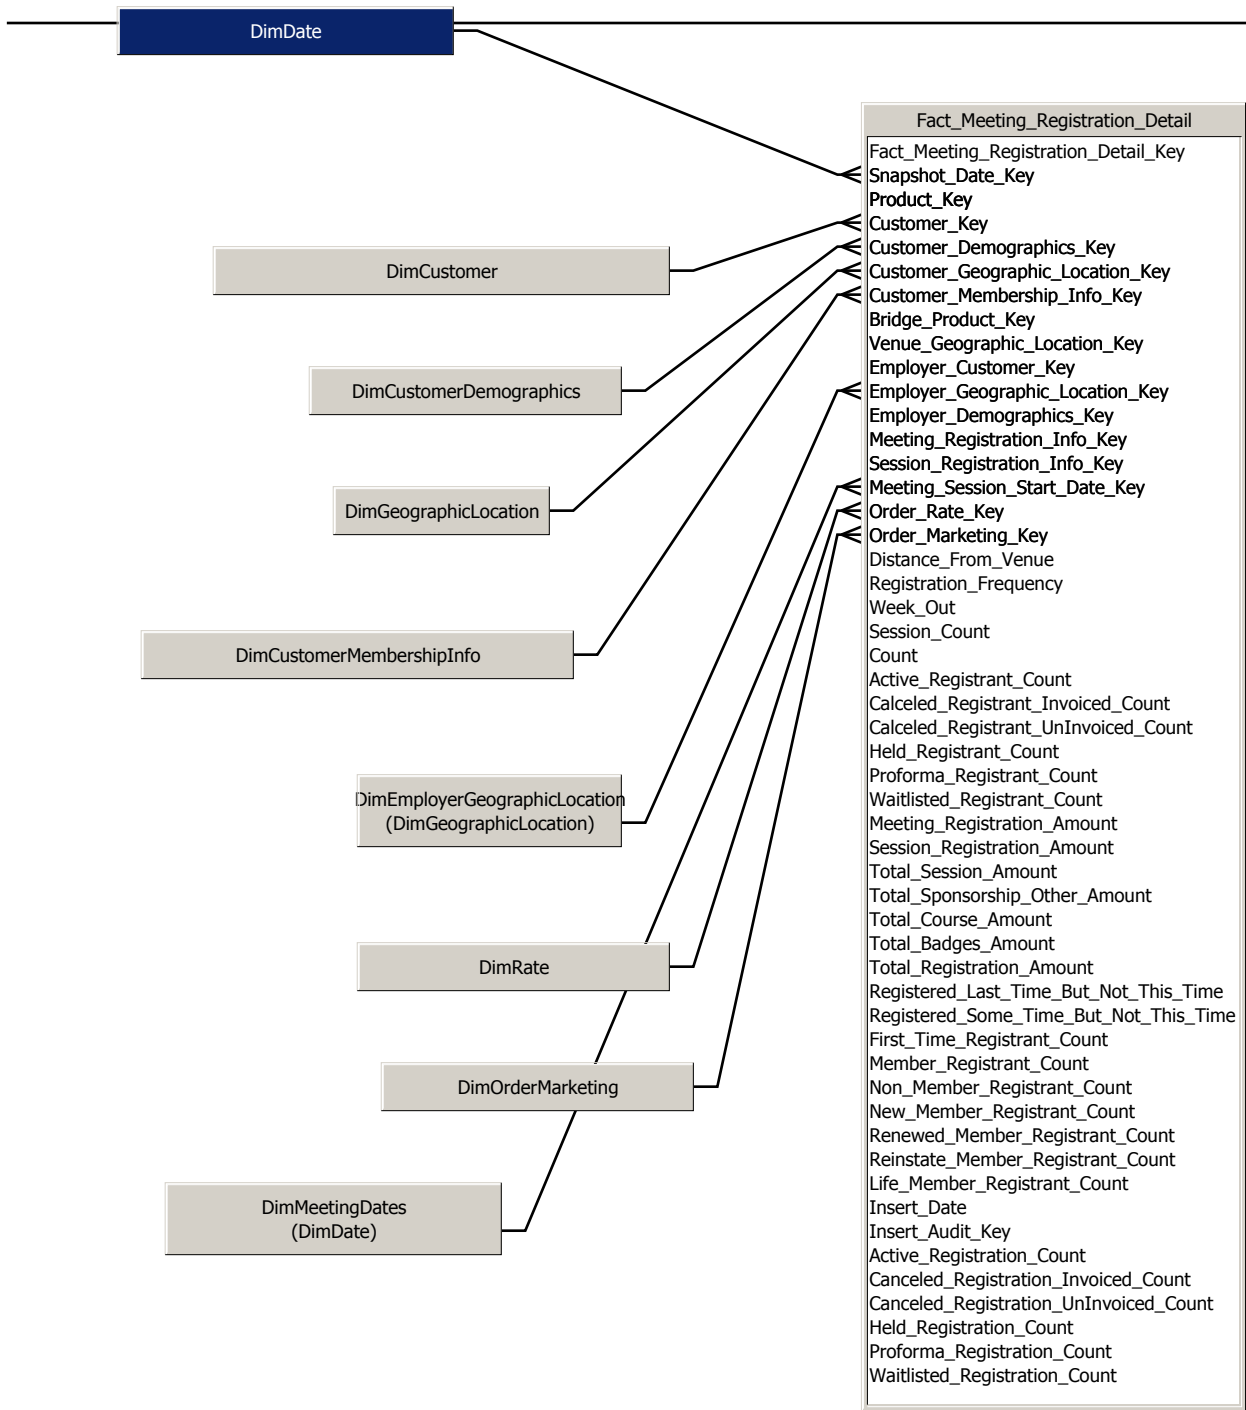 DimDate
Fact_Meeting_Registration_Detail
Fact_Meeting_Registration_Detail_Key
Snapshot_Date_Key
Product_Key
Customer_Key
Customer_Demographics_Key
Customer_Geographic_Location_Key
Customer_Membership_Info_Key
Bridge_Product_Key
Venue_Geographic_Location_Key
Employer_Customer_Key
Employer_Geographic_Location_Key
Employer_Demographics_Key
Meeting_Registration_Info_Key
Session_Registration_Info_Key
Meeting_Session_Start_Date_Key
Order_Rate_Key
Order_Marketing_Key
Distance_From_Venue
Registration_Frequency
Week_Out
Session_Count
Count
Active_Registrant_Count
Calceled_Registrant_Invoiced_Count
Calceled_Registrant_UnInvoiced_Count
Held_Registrant_Count
Proforma_Registrant_Count
Waitlisted_Registrant_Count
Meeting_Registration_Amount
Session_Registration_Amount
Total_Session_Amount
Total_Sponsorship_Other_Amount
Total_Course_Amount
Total_Badges_Amount
Total_Registration_Amount
Registered_Last_Time_But_Not_This_Time
Registered_Some_Time_But_Not_This_Time
First_Time_Registrant_Count
Member_Registrant_Count
Non_Member_Registrant_Count
New_Member_Registrant_Count
Renewed_Member_Registrant_Count
Reinstate_Member_Registrant_Count
Life_Member_Registrant_Count
Insert_Date
Insert_Audit_Key
Active_Registration_Count
Canceled_Registration_Invoiced_Count
Canceled_Registration_UnInvoiced_Count
Held_Registration_Count
Proforma_Registration_Count
Waitlisted_Registration_Count
DimCustomer
DimCustomerDemographics
DimGeographicLocation
DimCustomerMembershipInfo
DimEmployerGeographicLocation
(DimGeographicLocation)
DimRate
DimOrderMarketing
DimMeetingDates
(DimDate)